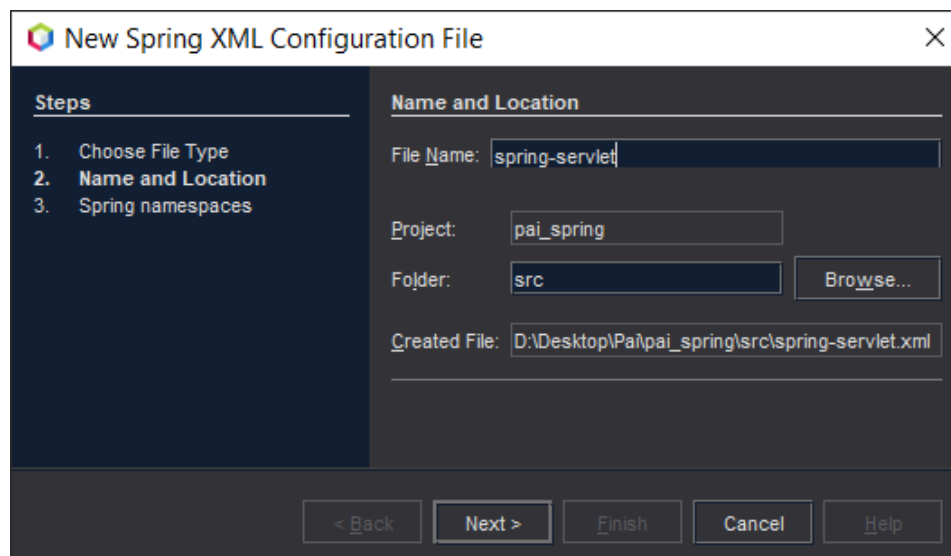 New Spring XML Configuration File
Steps
1. Choose File Type
2. Name and Location
3. Spring namespaces
Name and Location
File Name: spring-servlet
Project: pai_spring
Folder: src Browse...
Created File: D:\Desktop\Pai\pai_spring\src\spring-servlet.xml
< Back Next > Finish Cancel Help